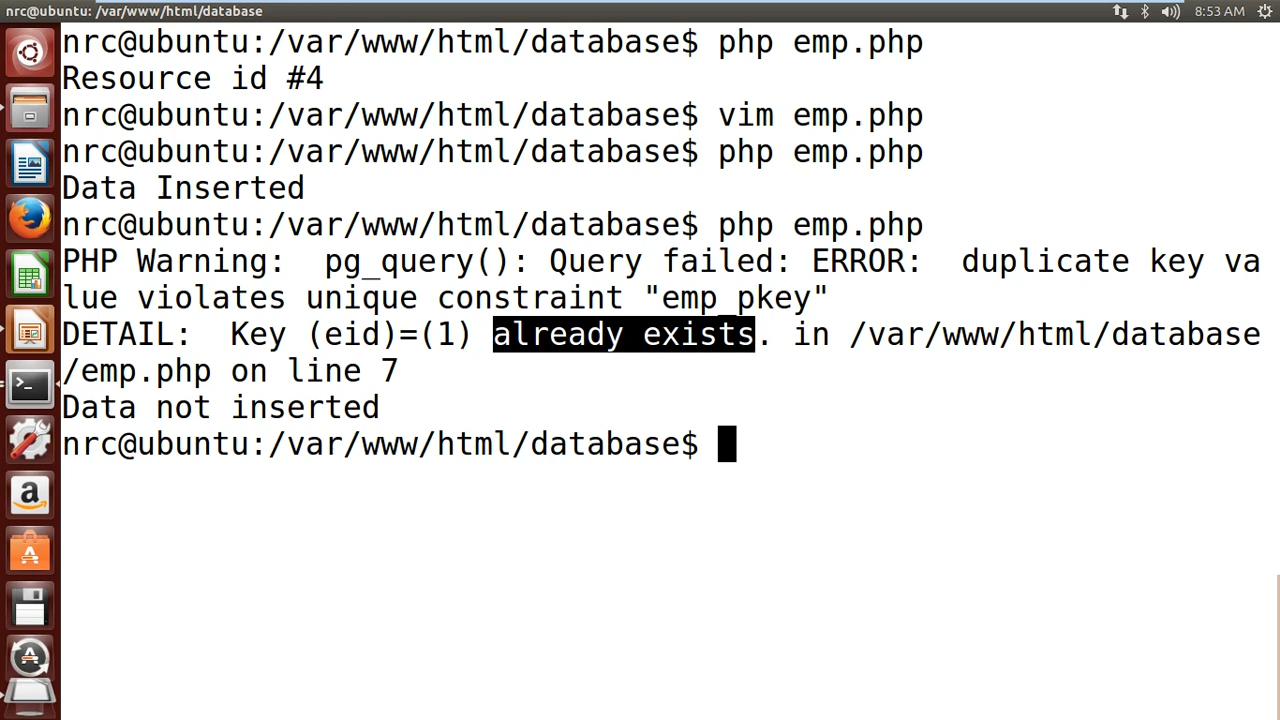 nrc@ubuntu: /var/www/html/database
8:53 AM
nrc@ubuntu:/var/www/html/database$ php emp.php
Resource id #4
nrc@ubuntu:/var/www/html/database$ vim emp.php
nrc@ubuntu:/var/www/html/database$ php emp.php
Data Inserted
nrc@ubuntu:/var/www/html/database$ php emp.php
PHP Warning:  pg_query(): Query failed: ERROR:  duplicate key va
lue violates unique constraint "emp_pkey"
DETAIL:  Key (eid)=(1) already exists. in /var/www/html/database
/emp.php on line 7
Data not inserted
nrc@ubuntu:/var/www/html/database$